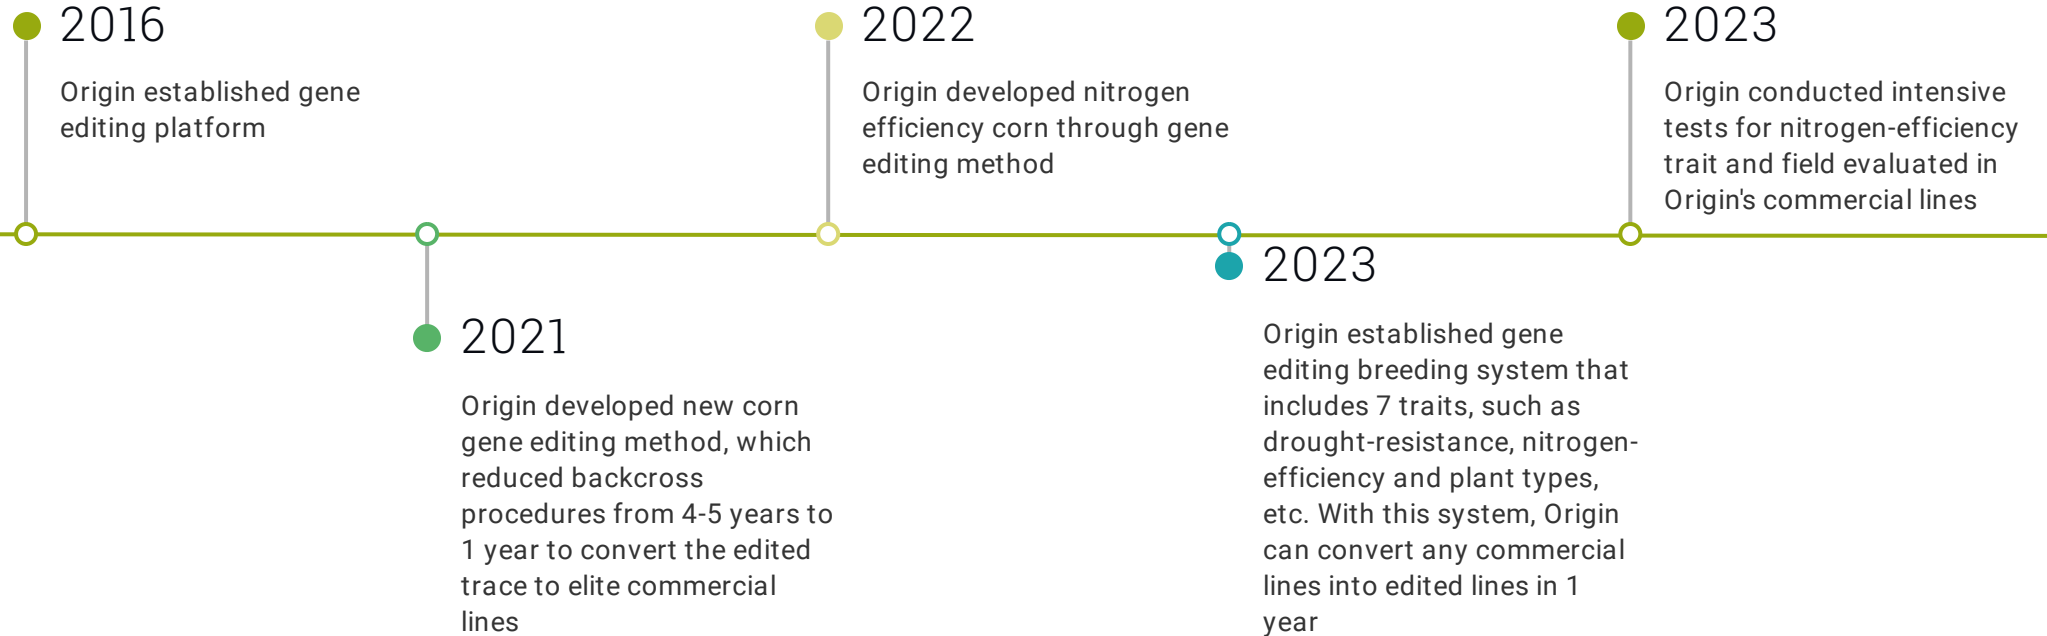 2016
Origin established gene
editing platform
2021
Origin developed new corn
gene editing method, which
reduced backcross
procedures from 4-5 years to
1 year to convert the edited
trace to elite commercial
lines
2022
Origin developed nitrogen
efficiency corn through gene
editing method
2023
Origin established gene
editing breeding system that
includes 7 traits, such as
drought-resistance, nitrogen-
efficiency and plant types,
etc. With this system, Origin
can convert any commercial
lines into edited lines in 1
year
2023
Origin conducted intensive
tests for nitrogen-efficiency
trait and field evaluated in
Origin's commercial lines